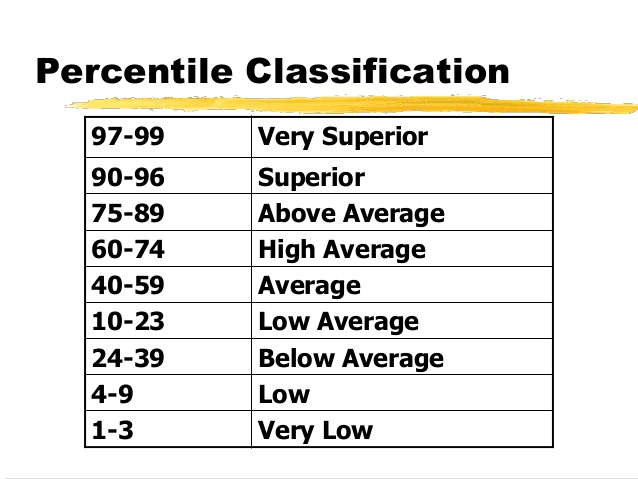 Percentile Classification
97-99 Very Superior
90-96 Superior
75-89 Above Average
60-74 High Average
40-59 Average
10-23 Low Average
24-39 Below Average
4-9 Low
1-3 Very Low